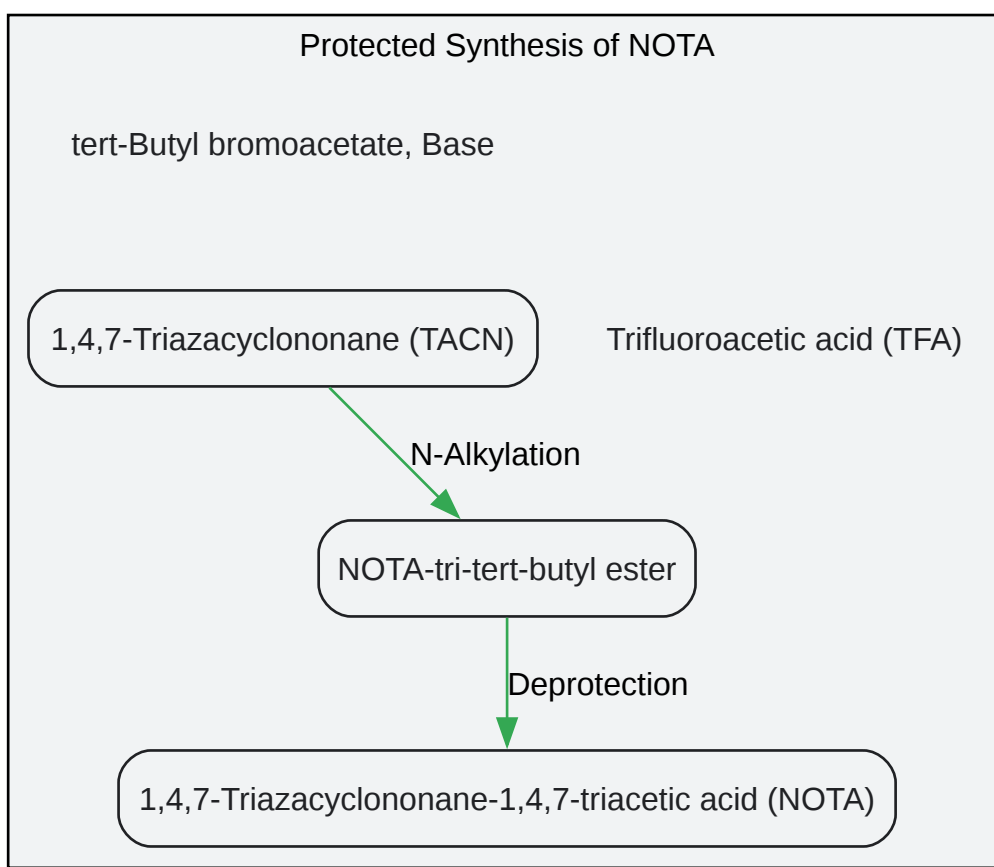 Protected Synthesis of NOTA
tert-Butyl bromoacetate, Base
1,4,7-Triazacyclononane (TACN)
Trifluoroacetic acid (TFA)
N-Alkylation
NOTA-tri-tert-butyl ester
Deprotection
1,4,7-Triazacyclononane-1,4,7-triacetic acid (NOTA)